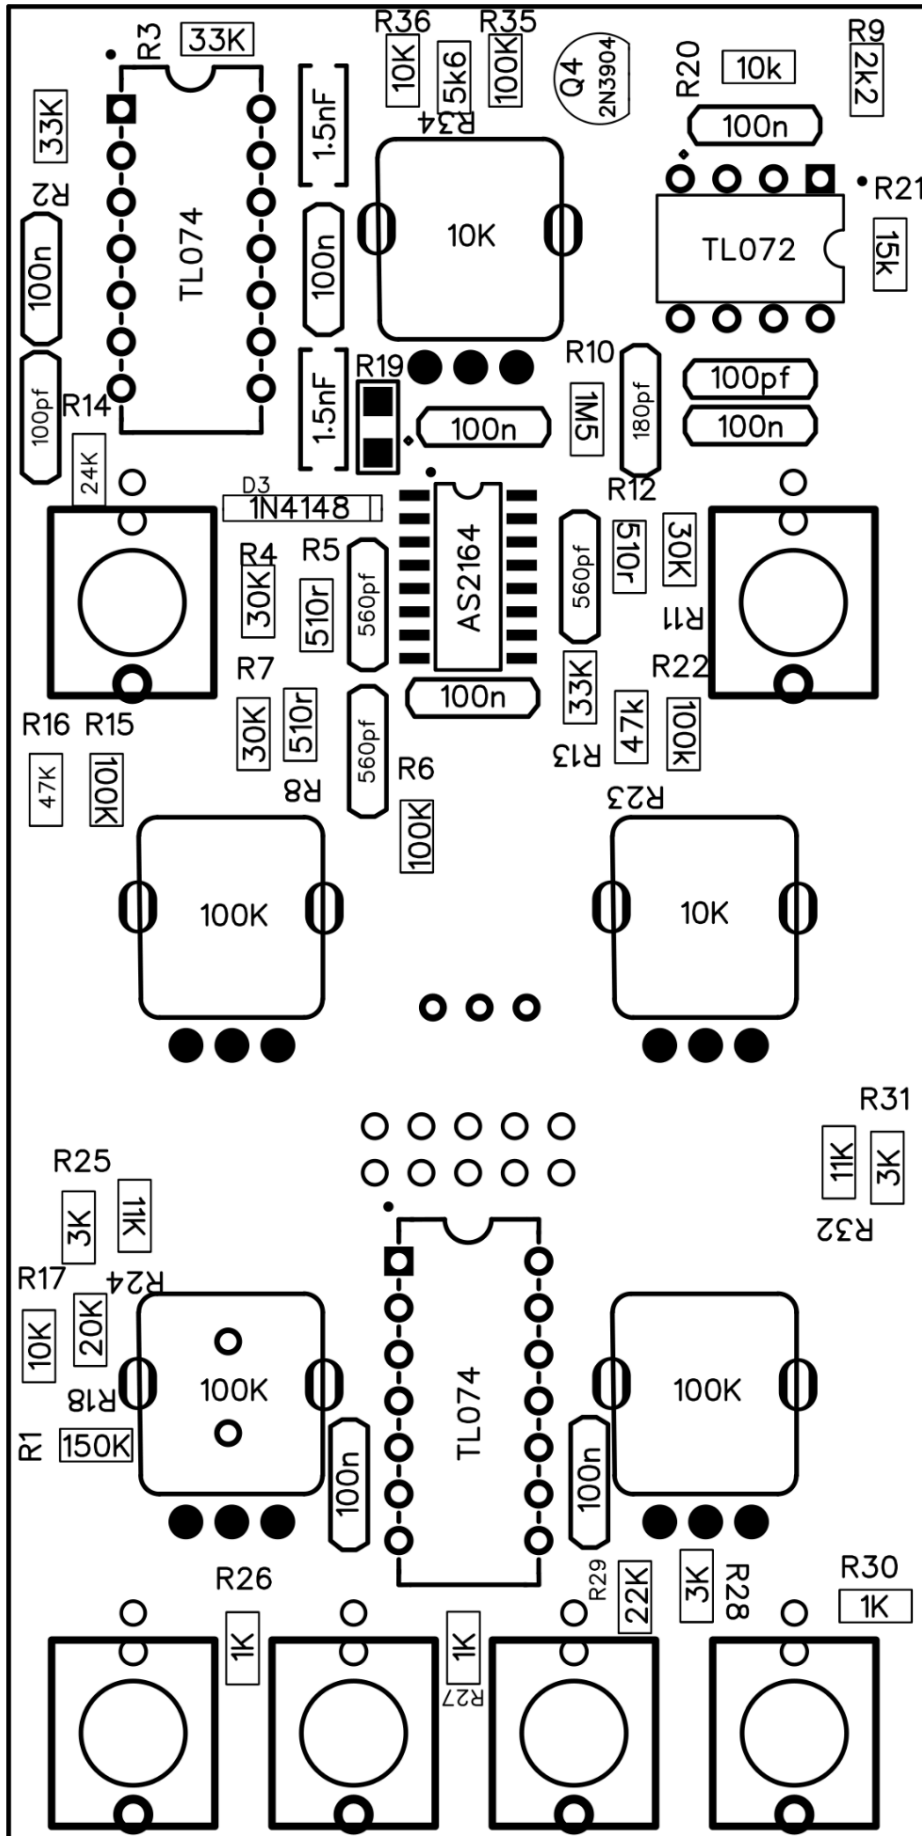 R3
33K
R36
R35
10K
5k6
100K
R34
Q4
2N3904
R20
10k
R9
2k2
33K
R2
1.5nF
100n
R21
15k
TL074
10K
TL072
100n
100n
100pf
R14
24K
1.5nF
R19
100n
R10
1M5
180pf
100pf
100n
D3
1N4148
R12
R4
R5
30K
510r
560pf
AS2164
560pf
510r
30K
R11
R7
30K
510r
R8
560pf
100n
R6
100K
33K
R13
47k
R22
100k
R23
R16
R15
47K
100K
100K
10K
R31
11K
3K
R32
R25
3K
11K
R24
R17
10K
20K
R18
R1
150K
100K
100n
TL074
100n
100K
R26
1K
1K
R27
R29
22K
3K
R28
R30
1K